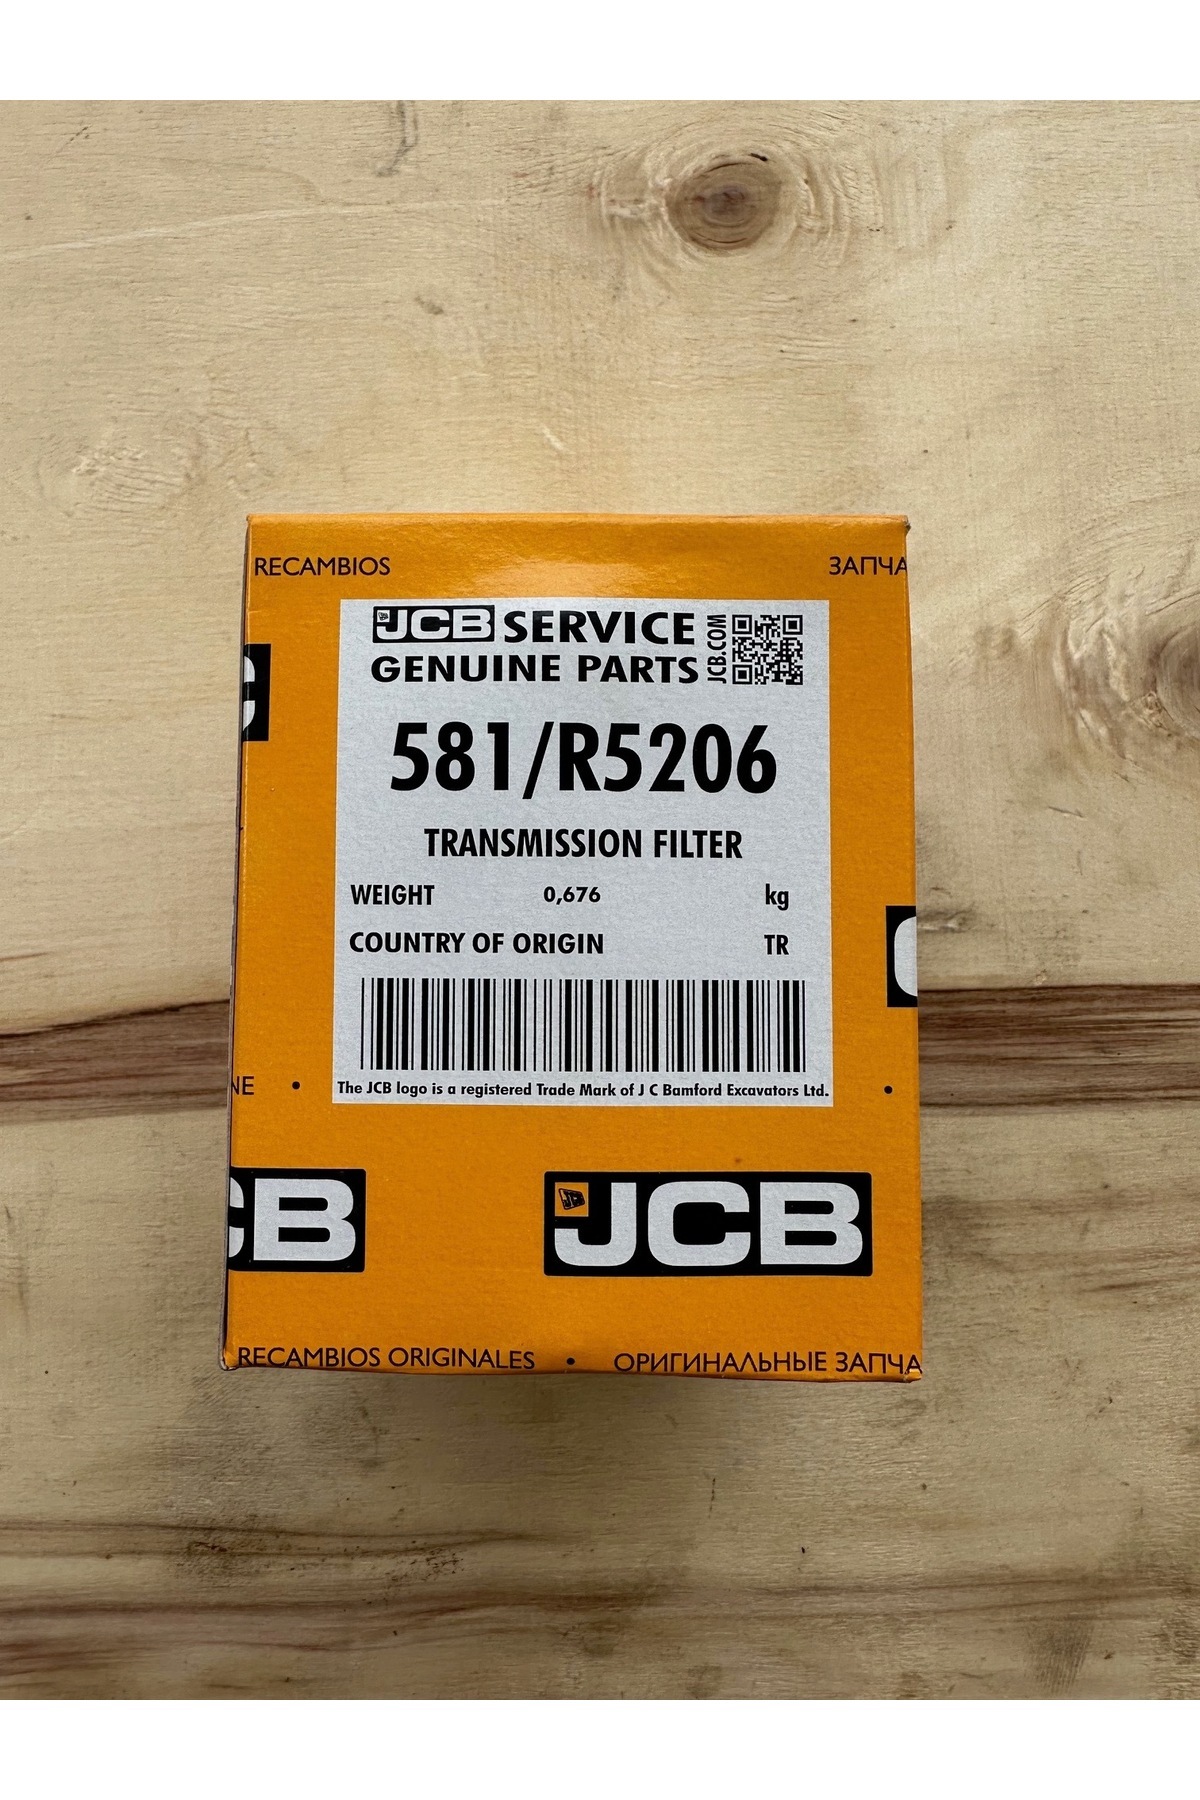 RECAMBIOS
ЗАПЧА
JCB SERVICE
GENUINE PARTS
JCB.COM
581/R5206
TRANSMISSION FILTER
WEIGHT 0,676 kg
COUNTRY OF ORIGIN TR
The JCB logo is a registered Trade Mark of J C Bamford Excavators Ltd.
NE •
•
CB
JCB
RECAMBIOS ORIGINALES • ОРИГИНАЛЬНЫЕ ЗАПЧА